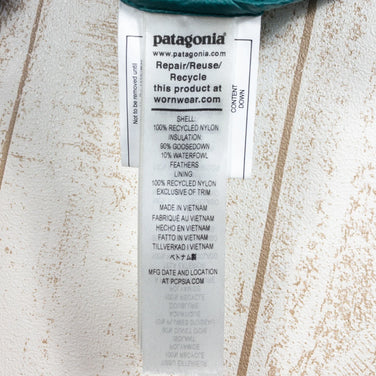 patagonia®
www.patagonia.com
Repair/Reuse/
Recycle
this product at
wornwear.com
Not to be removed until
CONTENT
DOWN
SHELL:
100% RECYCLED NYLON
INSULATION:
90% GOOSEDOWN
10% WATERFOWL
FEATHERS
LINING:
100% RECYCLED NYLON
EXCLUSIVE OF TRIM
MADE IN VIETNAM
FABRIQUÉ AU VIETNAM
HECHO EN VIETNAM
FATTO IN VIETNAM
TILLVERKAD I VIETNAM
ベトナム製
MFG DATE AND LOCATION
AT PCPSIA.COM